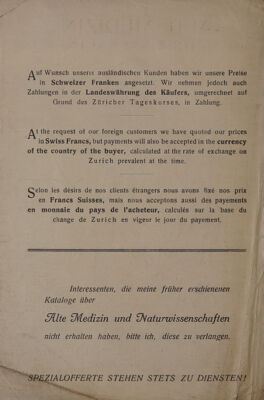 Auf Wunsch unserer ausländischen Kunden haben wir unsere Preise
in Schweizer Franken angesetzt. Wir nehmen jedoch auch
Zahlungen in der Landeswährung des Käufers, umgerechnet auf
Grund des Züricher Tageskurses, in Zahlung.
At the request of our foreign customers we have quoted our prices
in Swiss Francs, but payments will also be accepted in the currency
of the country of the buyer, calculated at the rate of exchange on
Zurich prevalent at the time.
Selon les désirs de nos clients étrangers nous avons fixé nos prix
en Francs Suisses, mais nous acceptons aussi des payements
en monnaie du pays de l'acheteur, calculés sur la base du
change de Zurich en vigeur le jour du payement.
Interessenten, die meine früher erschienenen
Kataloge über
Alte Medizin und Naturwissenschaften
nicht erhalten haben, bitte ich, diese zu verlangen.
SPEZIALOFFERTE STEHEN STETS ZU DIENSTEN!